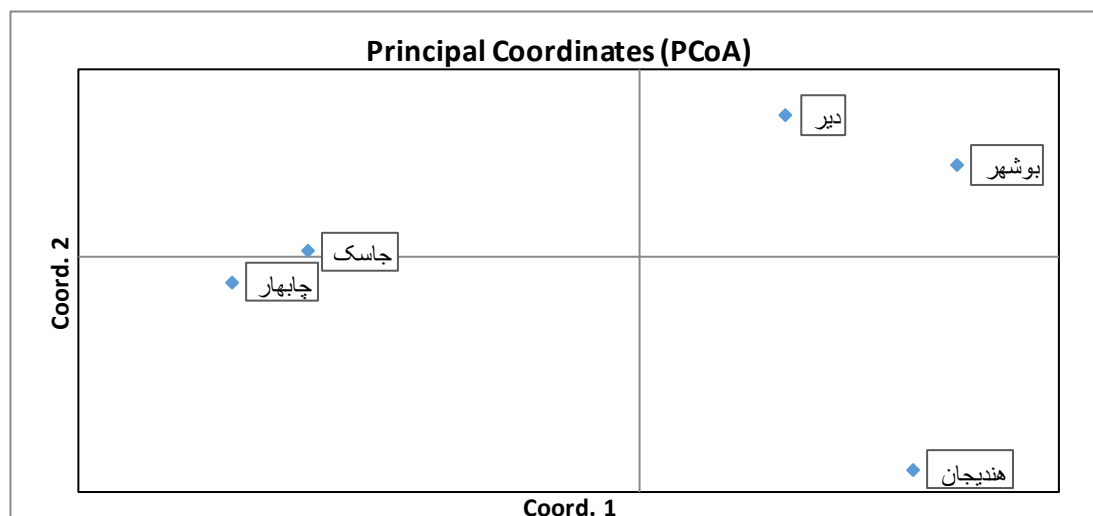 Principal Coordinates (PCoA)
دیر
بوشهر
جاسک
چابهار
هندیجان
Coord. 2
Coord. 1